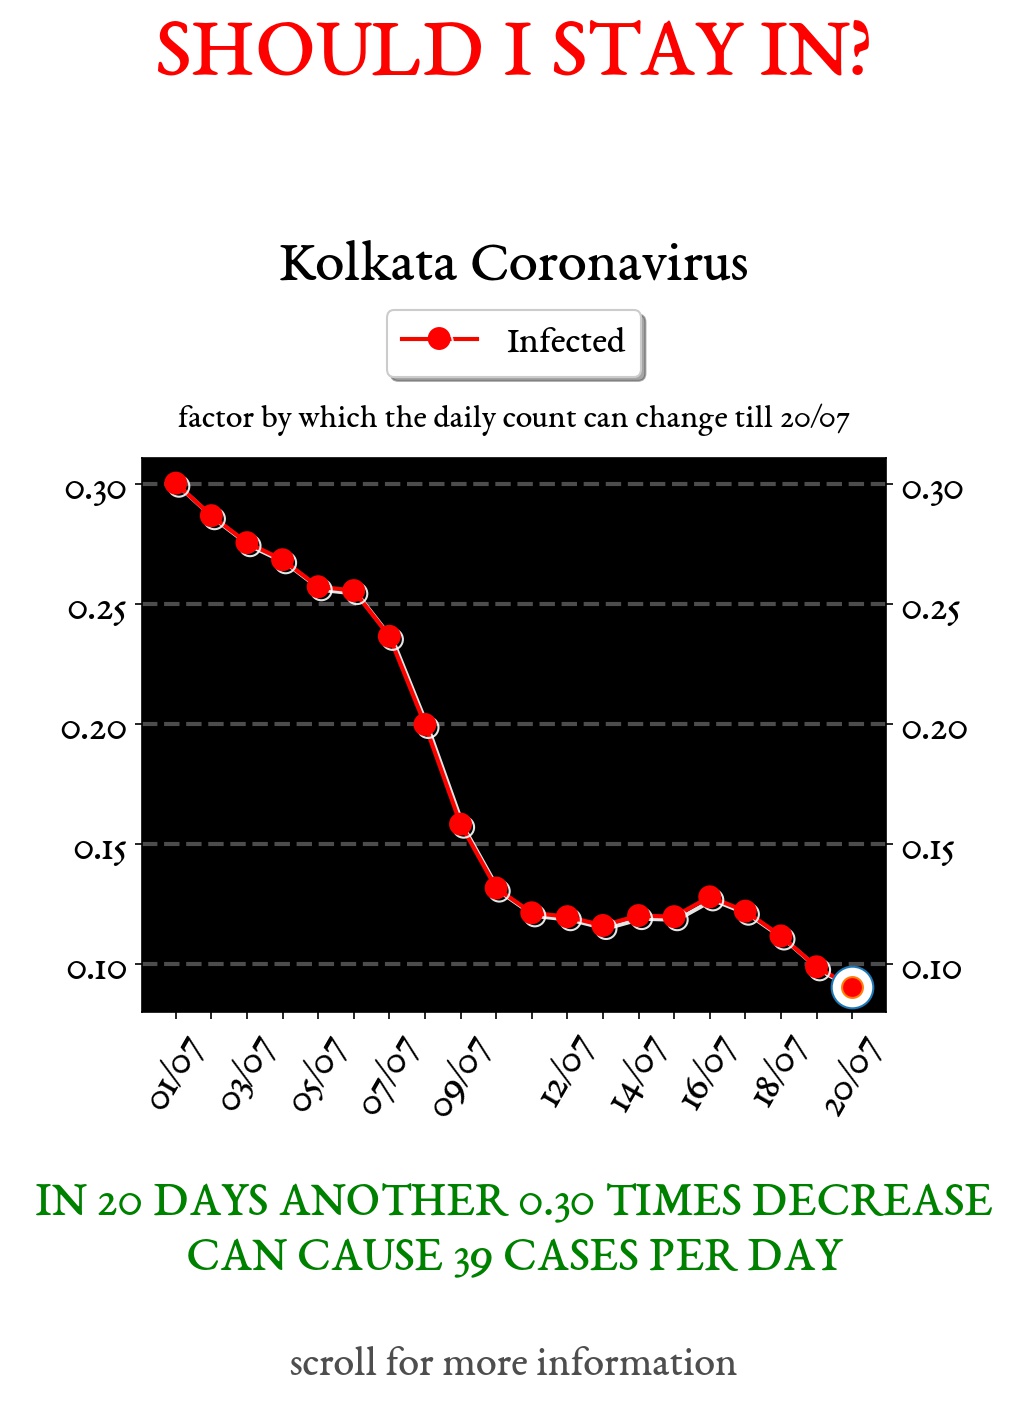 SHOULD I STAY IN?
Kolkata Coronavirus
Infected
factor by which the daily count can change till 20/07
0.30 0.30
0.25 0.25
0.20 0.20
0.15 0.15
0.10 0.10
01/07 03/07 05/07 07/07 09/07 12/07 14/07 16/07 18/07 20/07
IN 20 DAYS ANOTHER 0.30 TIMES DECREASE
CAN CAUSE 39 CASES PER DAY
scroll for more information